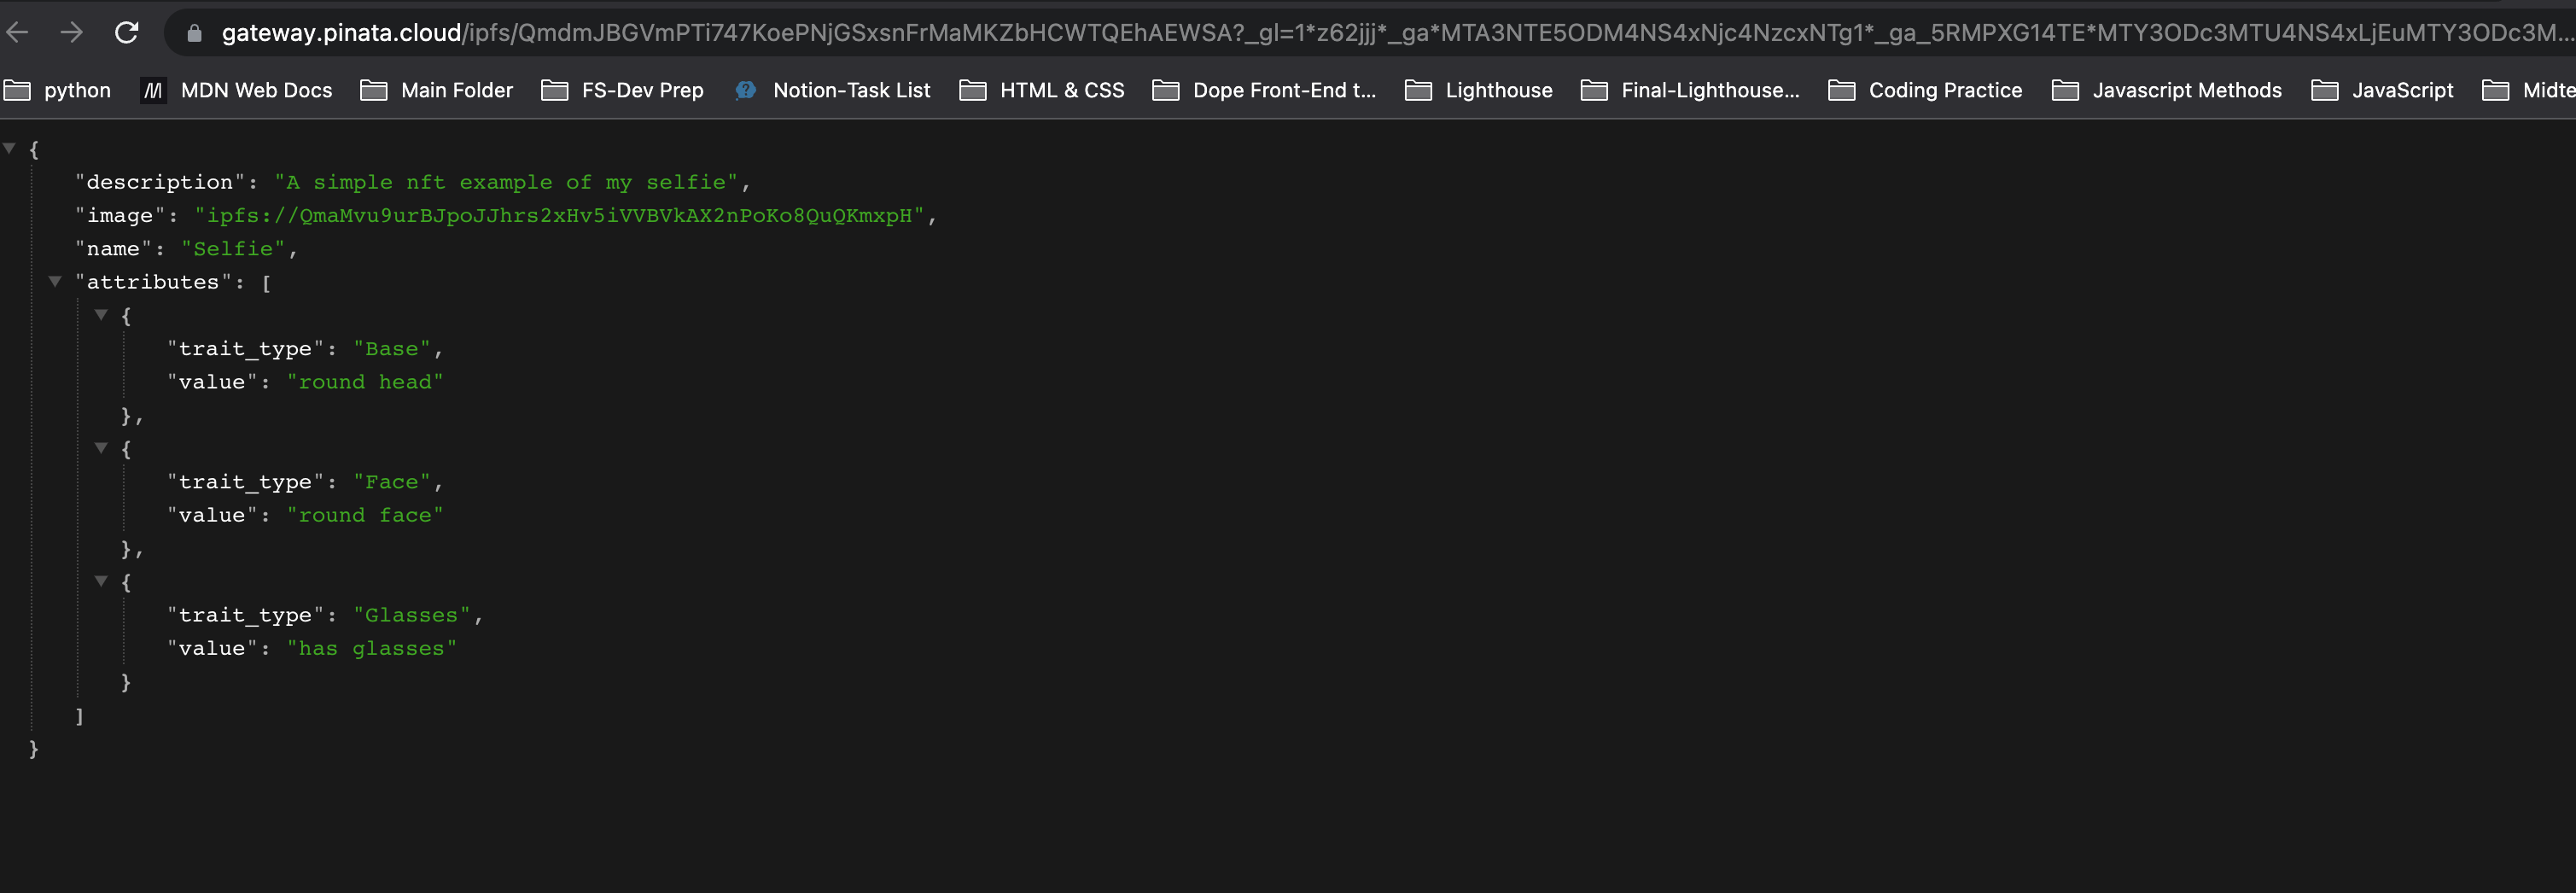 gateway.pinata.cloud/ipfs/QmdmJBGVmPTi747KoePNjGSxsnFrMaMKZbHCWTQEhAEWSA?_gl=1*z62jjj*_ga*MTA3NTE5ODM4NS4xNjc4NzcxNTg1*_ga_5RMPXG14TE*MTY3ODc3MTU4NS4xLjEuMTY3ODc3M...
python MDN Web Docs Main Folder FS-Dev Prep Notion-Task List HTML & CSS Dope Front-End t... Lighthouse Final-Lighthouse... Coding Practice Javascript Methods JavaScript Midte
{
"description": "A simple nft example of my selfie",
"image": "ipfs://QmaMvu9urBJpoJJhrs2xHv5iVVBVkAX2nPoKo8QuQKmxpH",
"name": "Selfie",
"attributes": [
{
"trait_type": "Base",
"value": "round head"
},
{
"trait_type": "Face",
"value": "round face"
},
{
"trait_type": "Glasses",
"value": "has glasses"
}
]
}